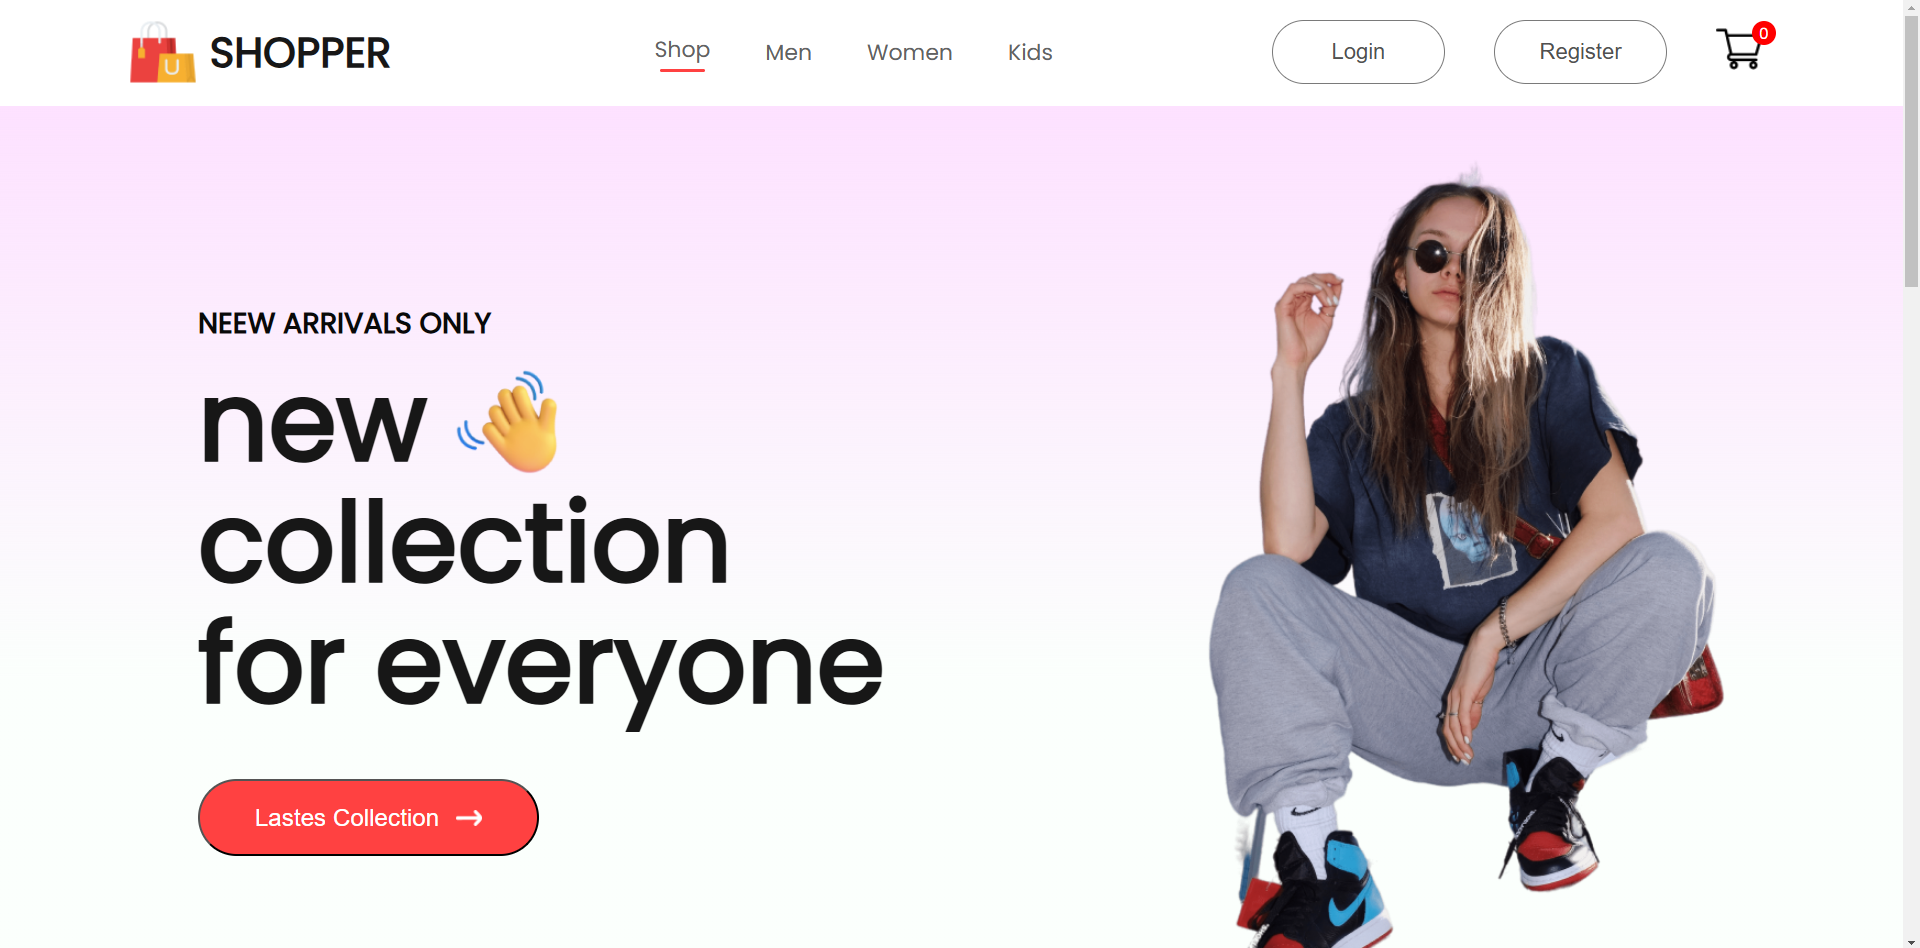 SHOPPER
Shop
Men
Women
Kids
Login
Register
0
NEEW ARRIVALS ONLY
new
collection
for everyone
Lastes Collection